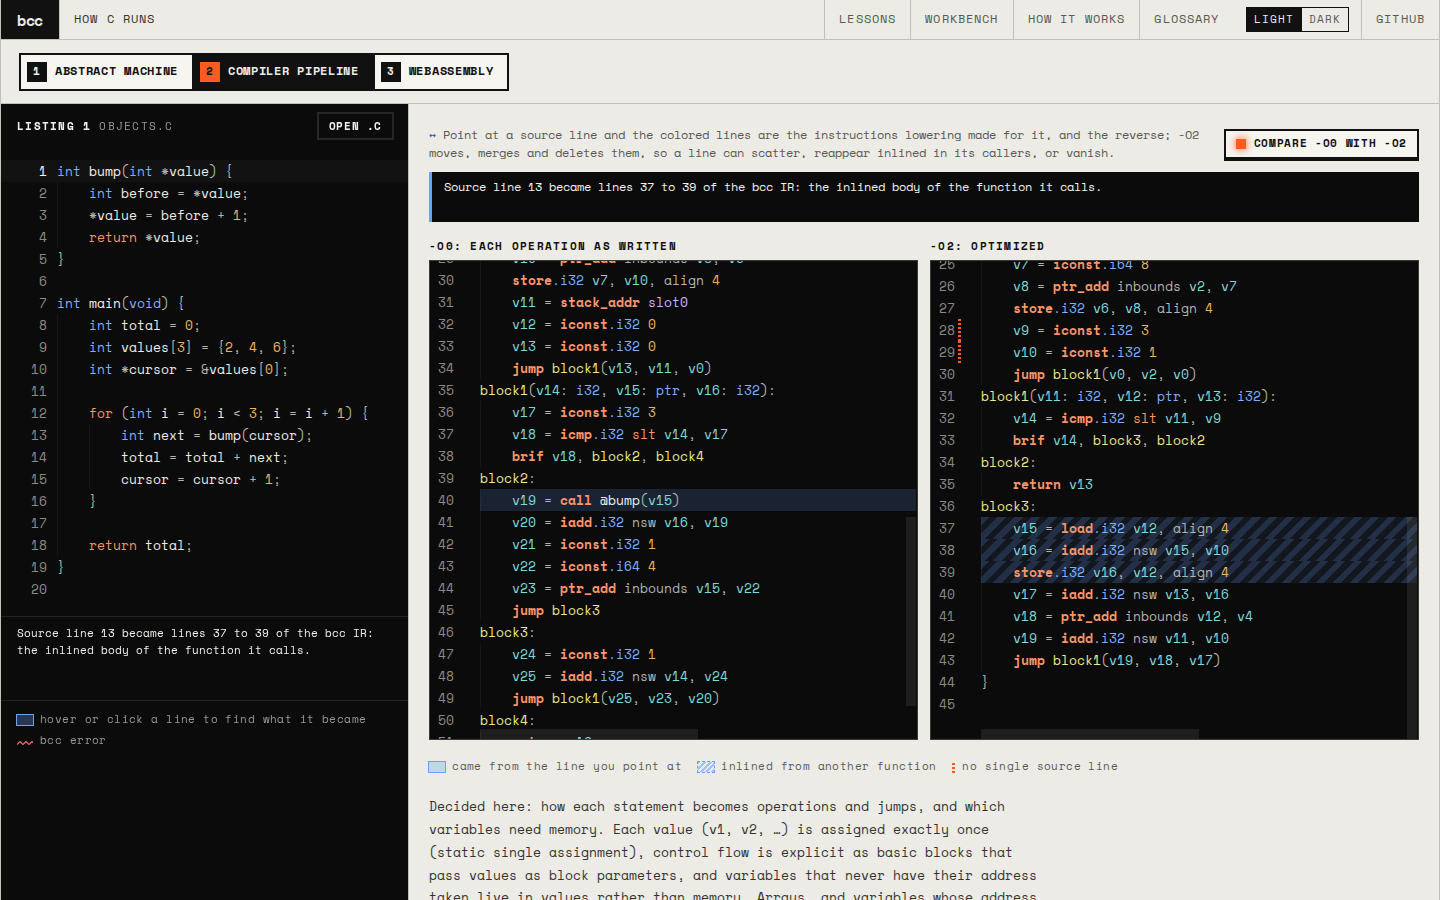 bcc HOW C RUNS LESSONS WORKBENCH HOW IT WORKS GLOSSARY LIGHT DARK GITHUB
1 ABSTRACT MACHINE 2 COMPILER PIPELINE 3 WEBASSEMBLY
LISTING 1 OBJECTS.C OPEN .C
1 int bump(int *value) {
2 int before = *value;
3 *value = before + 1;
4 return *value;
5 }
6
7 int main(void) {
8 int total = 0;
9 int values[3] = {2, 4, 6};
10 int *cursor = &values[0];
11
12 for (int i = 0; i < 3; i = i + 1) {
13 int next = bump(cursor);
14 total = total + next;
15 cursor = cursor + 1;
16 }
17
18 return total;
19 }
20
Source line 13 became lines 37 to 39 of the bcc IR:
the inlined body of the function it calls.
hover or click a line to find what it became
bcc error
↔ Point at a source line and the colored lines are the instructions lowering made for it, and the reverse; -O2
moves, merges and deletes them, so a line can scatter, reappear inlined in its callers, or vanish.
COMPARE -O0 WITH -O2
Source line 13 became lines 37 to 39 of the bcc IR: the inlined body of the function it calls.
-O0: EACH OPERATION AS WRITTEN
30 store.i32 v7, v10, align 4
31 v11 = stack_addr slot0
32 v12 = iconst.i32 0
33 v13 = iconst.i32 0
34 jump block1(v13, v11, v0)
35 block1(v14: i32, v15: ptr, v16: i32):
36 v17 = iconst.i32 3
37 v18 = icmp.i32 slt v14, v17
38 brif v18, block2, block4
39 block2:
40 v19 = call @bump(v15)
41 v20 = iadd.i32 nsw v16, v19
42 v21 = iconst.i32 1
43 v22 = iconst.i64 4
44 v23 = ptr_add inbounds v15, v22
45 jump block3
46 block3:
47 v24 = iconst.i32 1
48 v25 = iadd.i32 nsw v14, v24
49 jump block1(v25, v23, v20)
50 block4:
-O2: OPTIMIZED
25 v7 = iconst.i64 8
26 v8 = ptr_add inbounds v2, v7
27 store.i32 v6, v8, align 4
28 v9 = iconst.i32 3
29 v10 = iconst.i32 1
30 jump block1(v0, v2, v0)
31 block1(v11: i32, v12: ptr, v13: i32):
32 v14 = icmp.i32 slt v11, v9
33 brif v14, block3, block2
34 block2:
35 return v13
36 block3:
37 v15 = load.i32 v12, align 4
38 v16 = iadd.i32 nsw v15, v10
39 store.i32 v16, v12, align 4
40 v17 = iadd.i32 nsw v13, v16
41 v18 = ptr_add inbounds v12, v4
42 v19 = iadd.i32 nsw v11, v10
43 jump block1(v19, v18, v17)
44 }
45
came from the line you point at inlined from another function no single source line
Decided here: how each statement becomes operations and jumps, and which
variables need memory. Each value (v1, v2, …) is assigned exactly once
(static single assignment), control flow is explicit as basic blocks that
pass values as block parameters, and variables that never have their address
taken live in values rather than memory. Arrays, and variables whose address